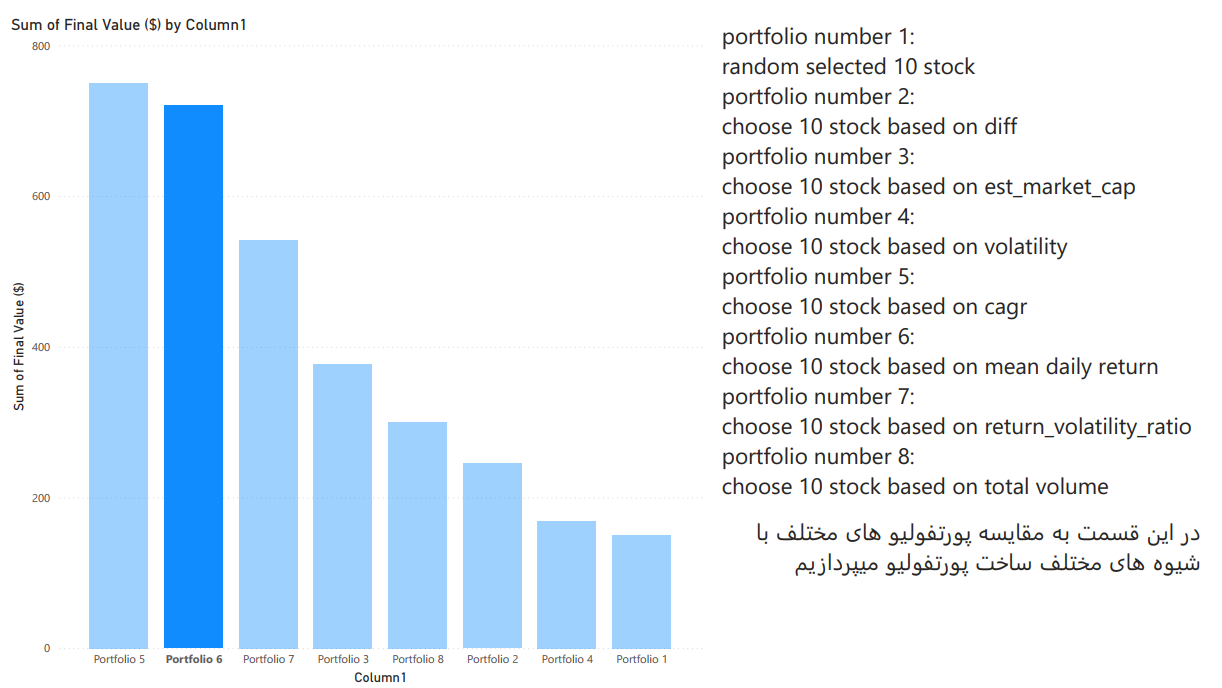 Sum of Final Value ($) by Column1
800
600
400
200
0
Sum of Final Value ($)
Portfolio 5
Portfolio 6
Portfolio 7
Portfolio 3
Portfolio 8
Portfolio 2
Portfolio 4
Portfolio 1
Column1
portfolio number 1:
random selected 10 stock
portfolio number 2:
choose 10 stock based on diff
portfolio number 3:
choose 10 stock based on est_market_cap
portfolio number 4:
choose 10 stock based on volatility
portfolio number 5:
choose 10 stock based on cagr
portfolio number 6:
choose 10 stock based on mean daily return
portfolio number 7:
choose 10 stock based on return_volatility_ratio
portfolio number 8:
choose 10 stock based on total volume
در این قسمت به مقایسه پورتفولیو های مختلف با
شیوه های مختلف ساخت پورتفولیو میپردازیم